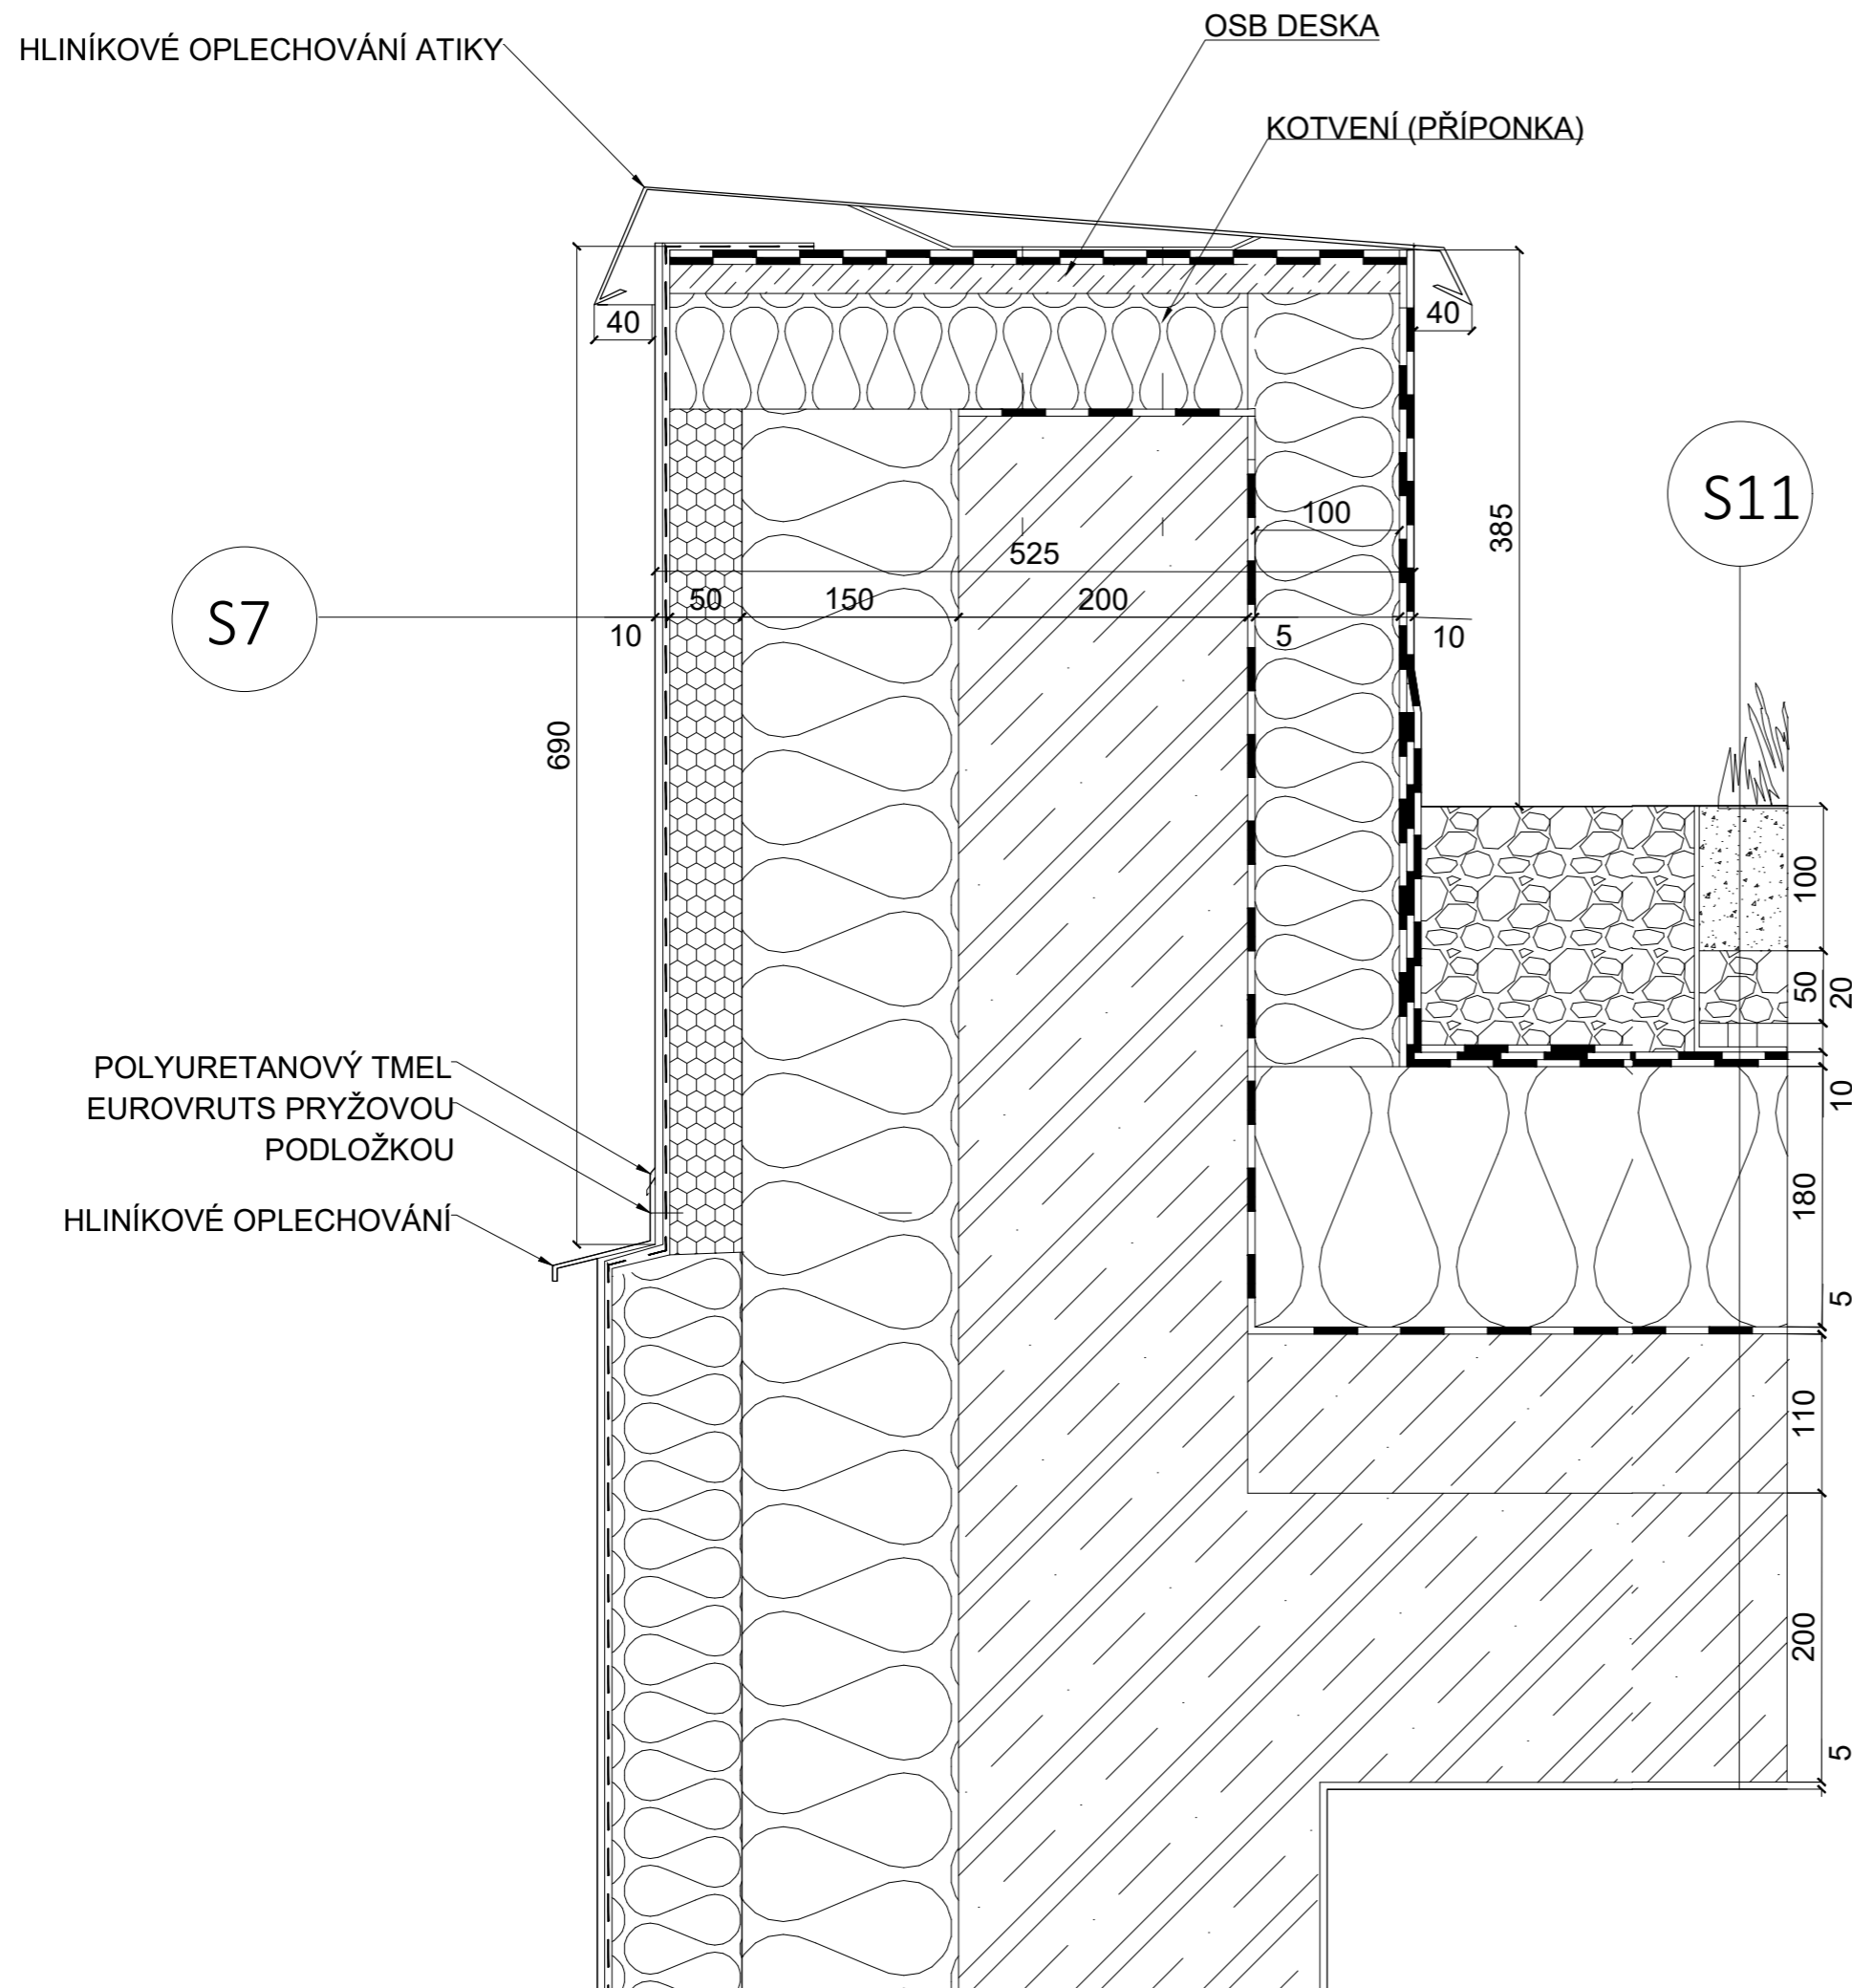 OSB DESKA
HLINÍKOVÉ OPLECHOVÁNÍ ATIKY
KOTVENÍ (PŘÍPONKA)
40
40
S11
385
100
525
S7
50
150
200
10
5
10
690
100
50
20
POLYURETANOVÝ TMEL
EUROVRUTS PRYŽOVOU
PODLOŽKOU
HLINÍKOVÉ OPLECHOVÁNÍ
10
180
5
110
200
5